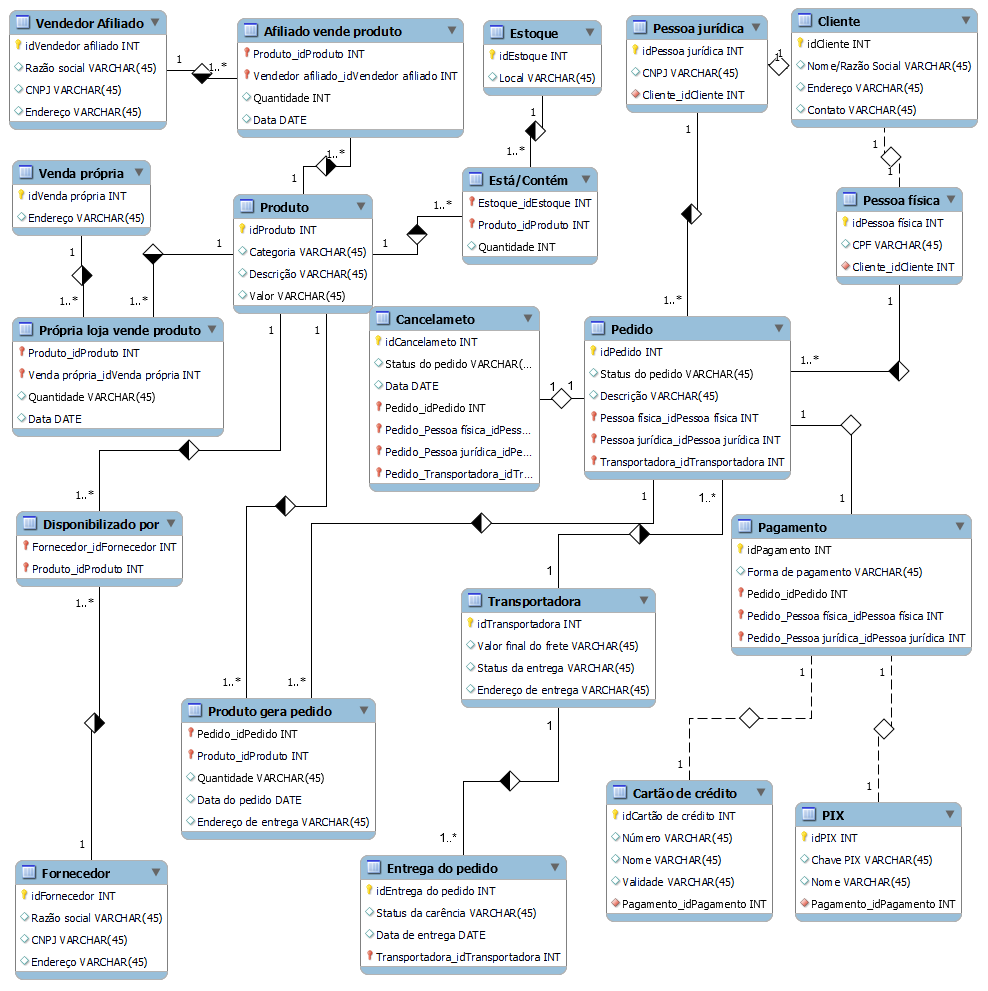 Vendedor Afiliado
idVendedor afiliado INT
Razão social VARCHAR(45)
CNPJ VARCHAR(45)
Endereço VARCHAR(45)
1
1..*
Afiliado vende produto
Produto_idProduto INT
Vendedor afiliado_idVendedor afiliado INT
Quantidade INT
Data DATE
1..*
1
Estoque
idEstoque INT
Local VARCHAR(45)
1
1..*
Pessoa jurídica
idPessoa jurídica INT
CNPJ VARCHAR(45)
Cliente_idCliente INT
1
1
1..*
Cliente
idCliente INT
Nome/Razão Social VARCHAR(45)
Endereço VARCHAR(45)
Contato VARCHAR(45)
1
1
Venda própria
idVenda própria INT
Endereço VARCHAR(45)
1
1..*
Produto
idProduto INT
Categoria VARCHAR(45)
Descrição VARCHAR(45)
Valor VARCHAR(45)
1
1..*
1
1..*
1
1
Está/Contém
Estoque_idEstoque INT
Produto_idProduto INT
Quantidade INT
Pessoa física
idPessoa física INT
CPF VARCHAR(45)
Cliente_idCliente INT
1
1..*
Própria loja vende produto
Produto_idProduto INT
Venda própria_idVenda própria INT
Quantidade VARCHAR(45)
Data DATE
Cancelameto
idCancelameto INT
Status do pedido VARCHAR(...
Data DATE
Pedido_idPedido INT
Pedido_Pessoa física_idPess...
Pedido_Pessoa jurídica_idPe...
Pedido_Transportadora_idTr...
1
1
Pedido
idPedido INT
Status do pedido VARCHAR(45)
Descrição VARCHAR(45)
Pessoa física_idPessoa física INT
Pessoa jurídica_idPessoa jurídica INT
Transportadora_idTransportadora INT
1
1
1
1..*
1..*
Disponibilizado por
Fornecedor_idFornecedor INT
Produto_idProduto INT
1..*
1
Pagamento
idPagamento INT
Forma de pagamento VARCHAR(45)
Pedido_idPedido INT
Pedido_Pessoa física_idPessoa física INT
Pedido_Pessoa jurídica_idPessoa jurídica INT
1
1
1
1
1
Transportadora
idTransportadora INT
Valor final do frete VARCHAR(45)
Status da entrega VARCHAR(45)
Endereço de entrega VARCHAR(45)
1
1..*
1..*
1..*
Produto gera pedido
Pedido_idPedido INT
Produto_idProduto INT
Quantidade VARCHAR(45)
Data do pedido DATE
Endereço de entrega VARCHAR(45)
Cartão de crédito
idCartão de crédito INT
Número VARCHAR(45)
Nome VARCHAR(45)
Validade VARCHAR(45)
Pagamento_idPagamento INT
PIX
idPIX INT
Chave PIX VARCHAR(45)
Nome VARCHAR(45)
Pagamento_idPagamento INT
Fornecedor
idFornecedor INT
Razão social VARCHAR(45)
CNPJ VARCHAR(45)
Endereço VARCHAR(45)
Entrega do pedido
idEntrega do pedido INT
Status da carência VARCHAR(45)
Data de entrega DATE
Transportadora_idTransportadora INT